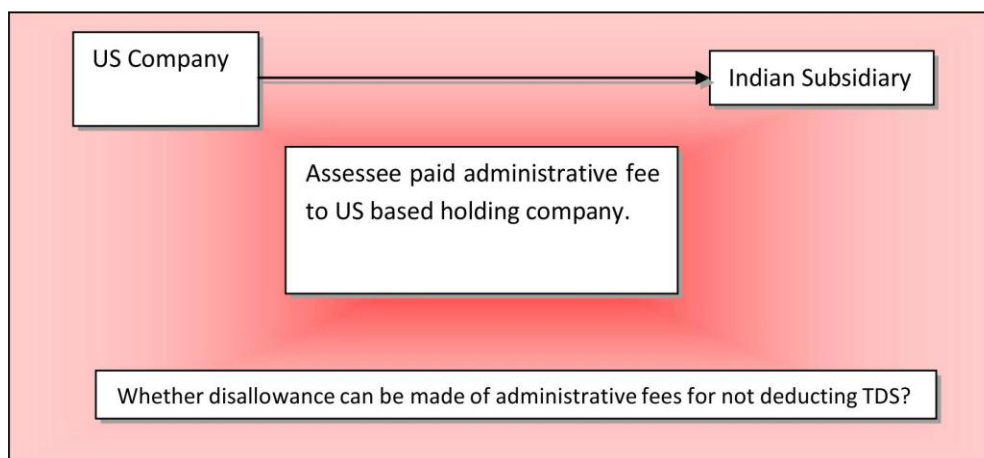 US Company
Indian Subsidiary
Assessee paid administrative fee
to US based holding company.
Whether disallowance can be made of administrative fees for not deducting TDS?